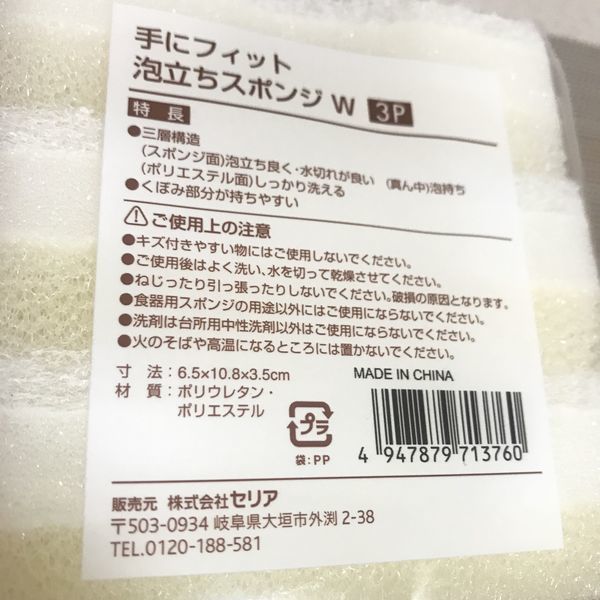 手にフィット
泡立ちスポンジ W 3P
特 長
●三層構造
(スポンジ面)泡立ち良く・水切れが良い (真ん中)泡持ち
(ポリエステル面)しっかり洗える
●くぼみ部分が持ちやすい
⚠ご使用上の注意
●キズ付きやすい物にはご使用しないでください。
●ご使用後はよく洗い、水を切って乾燥させてください。
●ねじったり引っ張ったりしないでください。破損の原因となります。
●食器用スポンジの用途以外にはご使用にならないでください。
●洗剤は台所用中性洗剤以外はご使用にならないでください。
●火のそばや高温になるところには置かないでください。
寸 法：6.5×10.8×3.5cm
材 質：ポリウレタン・
ポリエステル
MADE IN CHINA
プラ
袋：PP
4 947879 713760
販売元 株式会社セリア
〒503-0934 岐阜県大垣市外渕 2-38
TEL.0120-188-581